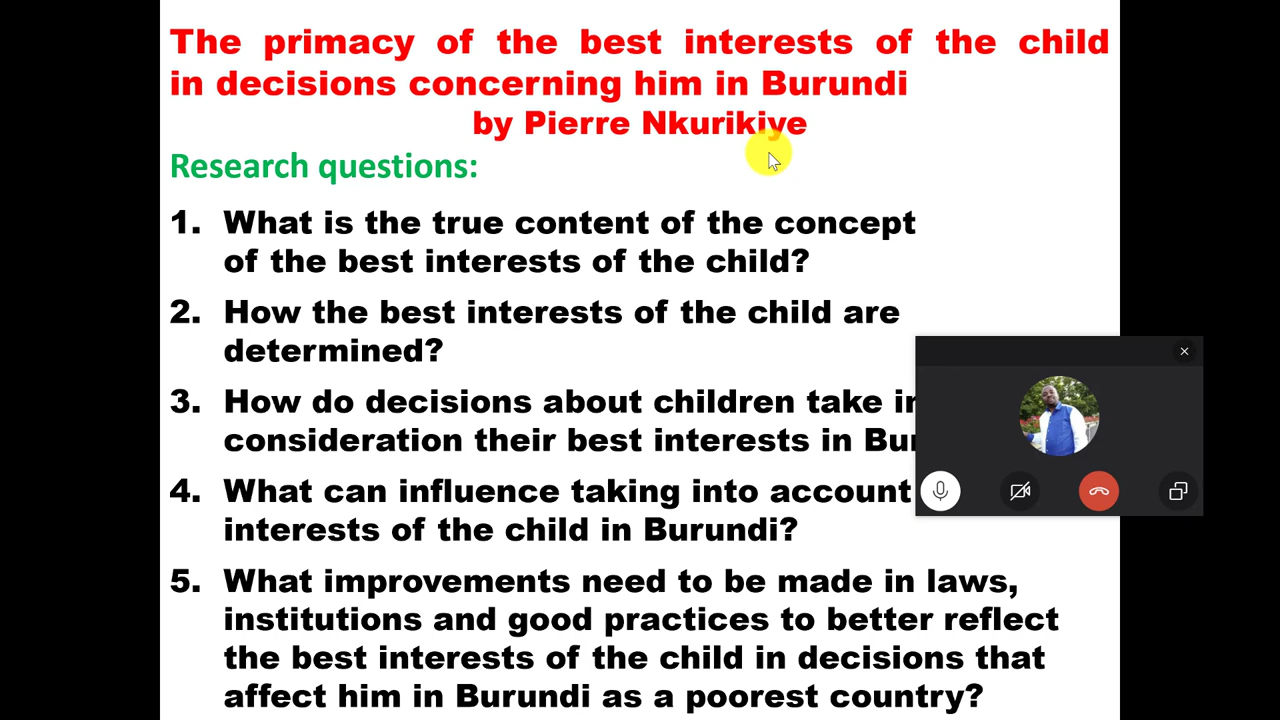 The primacy of the best interests of the child
in decisions concerning him in Burundi
by Pierre Nkurikiye
Research questions:
1. What is the true content of the concept
of the best interests of the child?
2. How the best interests of the child are
determined?
3. How do decisions about children take
consideration their best interests in
4. What can influence taking into account
interests of the child in Burundi?
5. What improvements need to be made in laws,
institutions and good practices to better reflect
the best interests of the child in decisions that
affect him in Burundi as a poorest country?